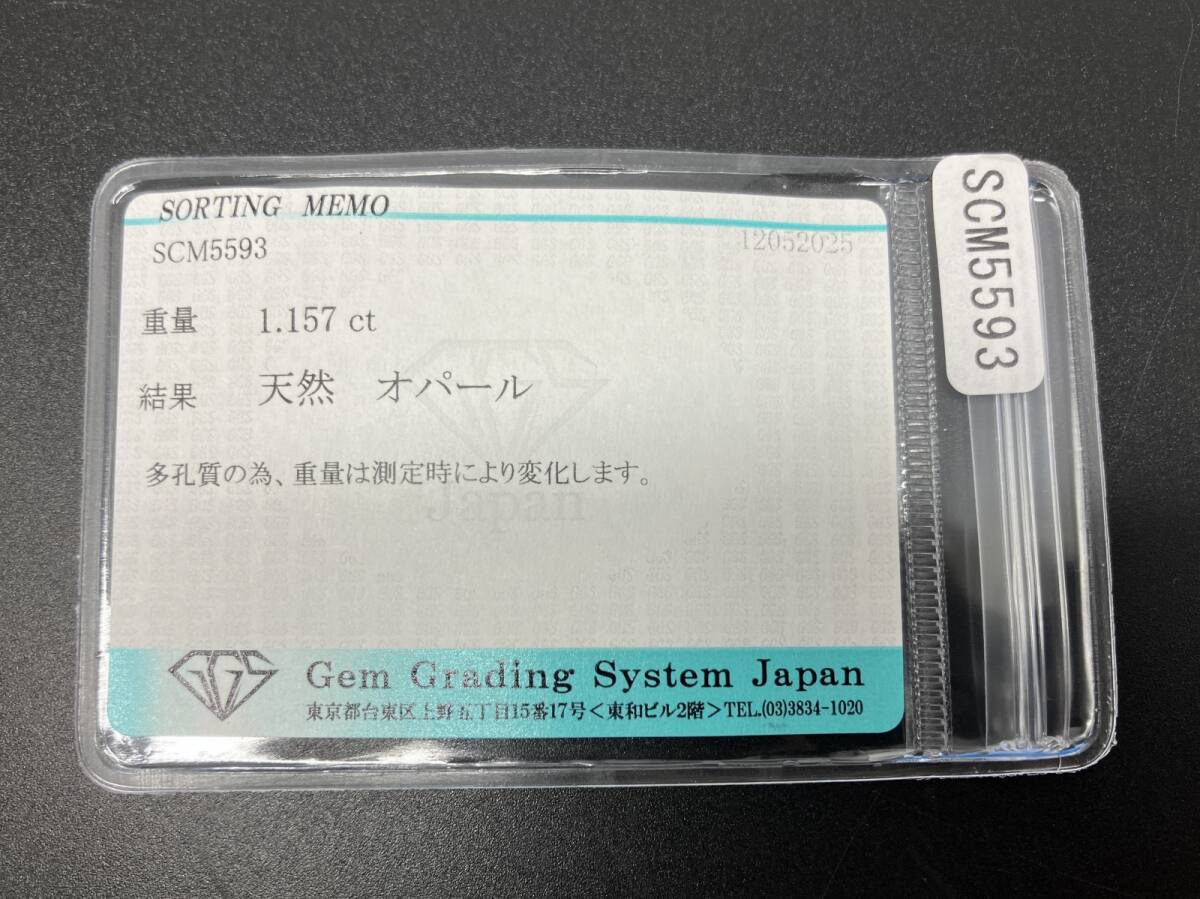 SORTING MEMO
SCM5593
12052025
重量 1.157 ct
結果 天然 オパール
多孔質の為、重量は測定時により変化します。
Japan
GGS
Gem Grading System Japan
東京都台東区上野五丁目15番17号<東和ビル2階>TEL.(03)3834-1020
SCM5593